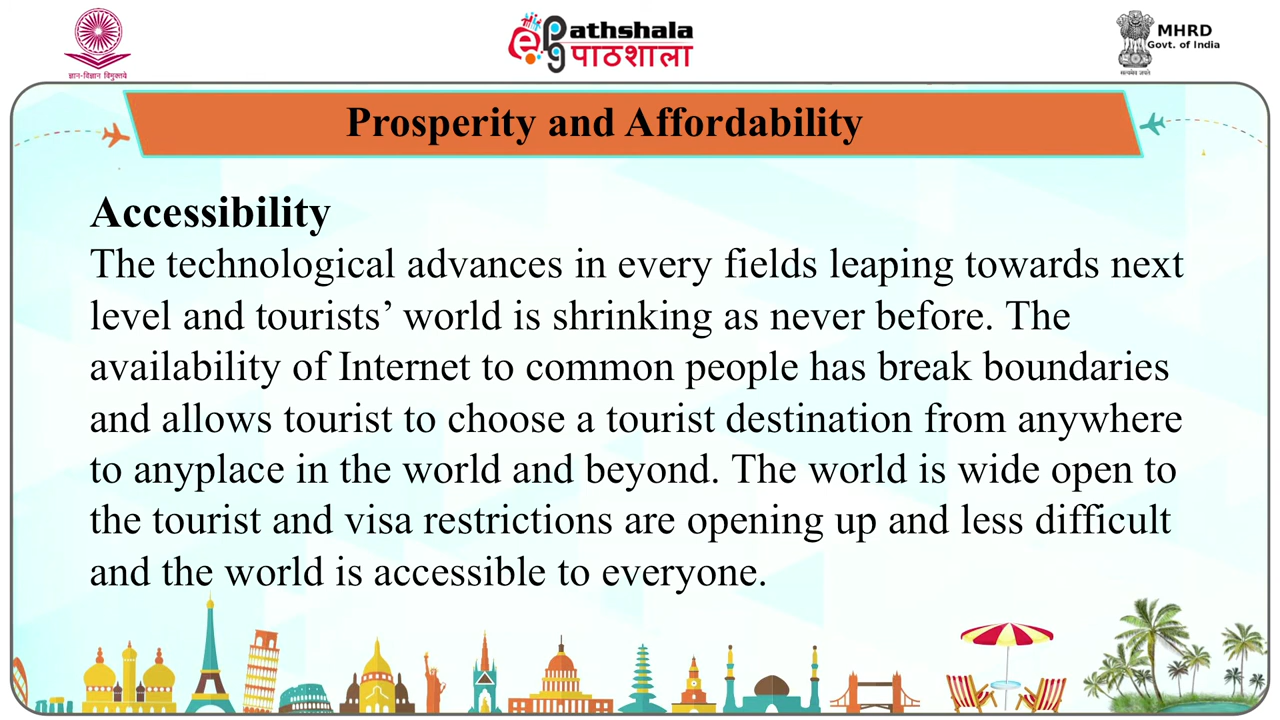 ज्ञान-विज्ञान विमुक्तये
Pathshala
पाठशाला
MHRD
Govt. of India
सत्यमेव जयते
Prosperity and Affordability
Accessibility
The technological advances in every fields leaping towards next
level and tourists’ world is shrinking as never before. The
availability of Internet to common people has break boundaries
and allows tourist to choose a tourist destination from anywhere
to anyplace in the world and beyond. The world is wide open to
the tourist and visa restrictions are opening up and less difficult
and the world is accessible to everyone.